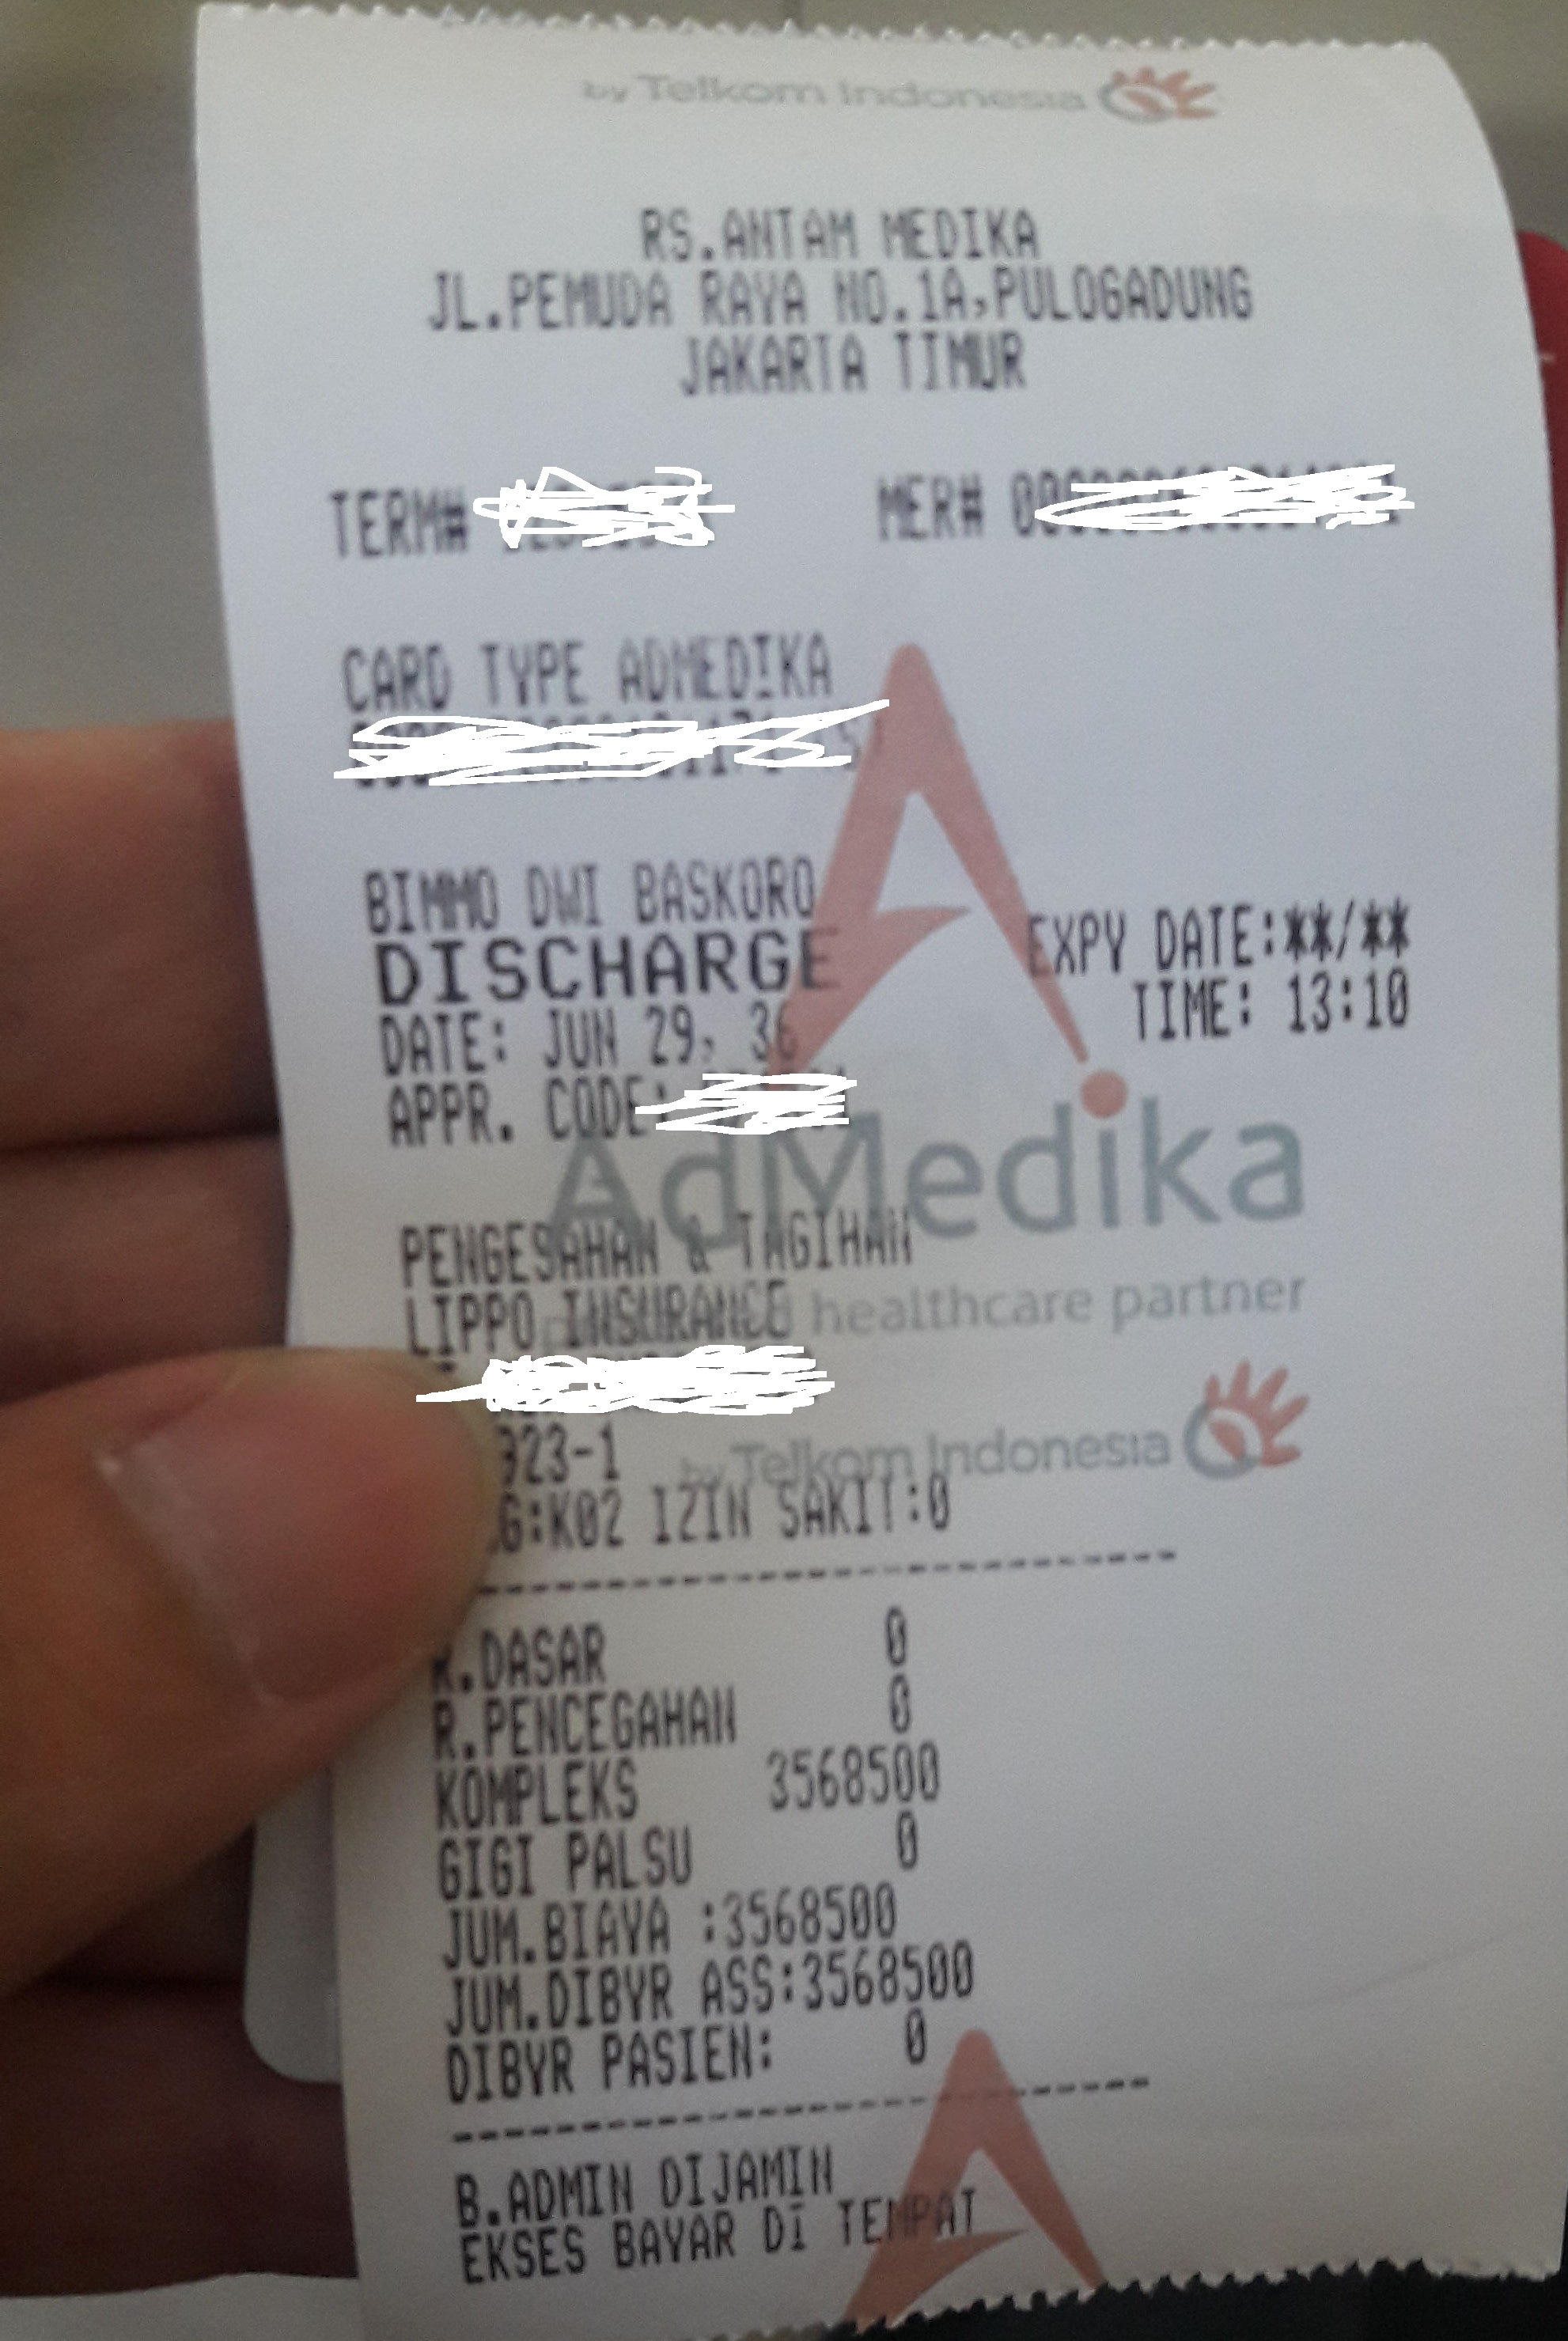 by Telkom Indonesia
RS.ANTAM MEDIKA
JL.PEMUDA RAYA NO.1A,PULOGADUNG
JAKARTA TIMUR
TERM# MER#
CARD TYPE ADMEDIKA
BIMMO DWI BASKORO
DISCHARGE EXPY DATE:**/**
DATE: JUN 29, 36 TIME: 13:10
APPR. CODE:
AdMedika
PENGESAHAN & TAGIHAN
LIPPO INSURANCE
healthcare partner
923-1
by Telkom Indonesia
G:K02 IZIN SAKIT:0
R.DASAR 0
R.PENCEGAHAN 0
KOMPLEKS 3568500
GIGI PALSU 0
JUM.BIAYA :3568500
JUM.DIBYR ASS:3568500
DIBYR PASIEN: 0
B.ADMIN DIJAMIN
EKSES BAYAR DI TEMPAT